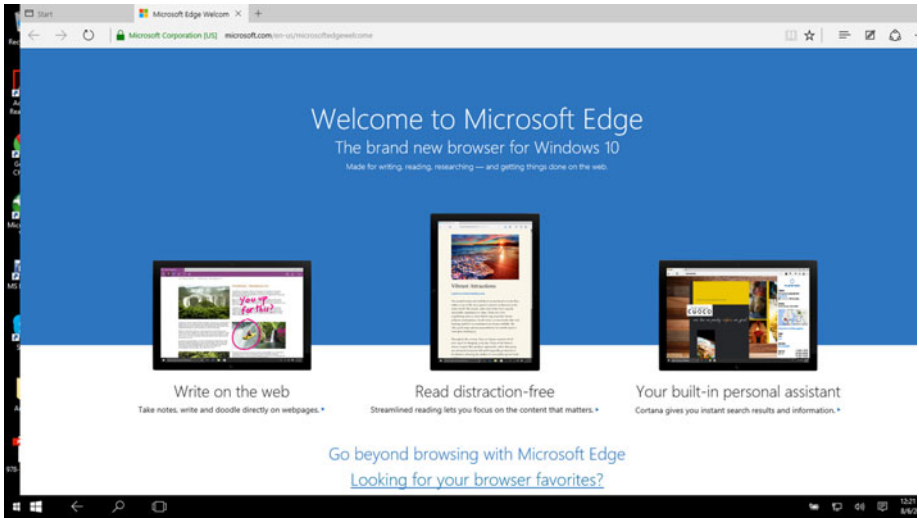 Start
Microsoft Edge Welcom
Microsoft Corporation [US] microsoft.com/en-us/microsoftedgewelcome
Welcome to Microsoft Edge
The brand new browser for Windows 10
Made for writing, reading, researching — and getting things done on the web.
You up
for this?
Vibrant Attractions
CUOCO
Write on the web
Read distraction-free
Your built-in personal assistant
Take notes, write and doodle directly on webpages.
Streamlined reading lets you focus on the content that matters.
Cortana gives you instant search results and information.
Go beyond browsing with Microsoft Edge
Looking for your browser favorites?
12:21